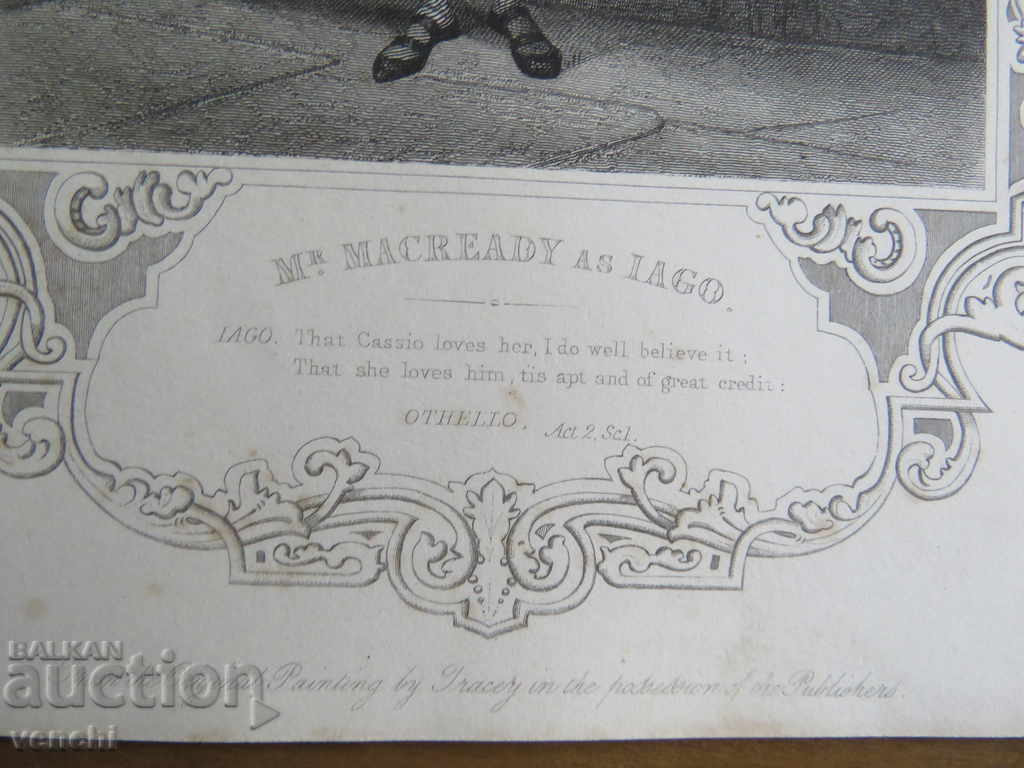 MR. MACREADY AS IAGO.
IAGO. That Cassio loves her, I do well believe it;
That she loves him, tis apt and of great credit:
OTHELLO. Act 2, Sc 1.
Painting by Tracey in the possession of the Publishers.
BALKAN
auction
venchi